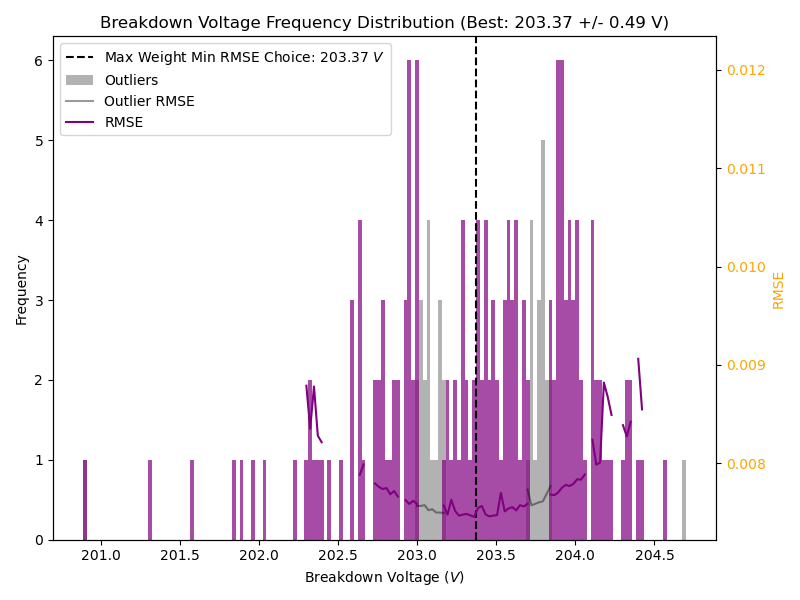 Breakdown Voltage Frequency Distribution (Best: 203.37 +/- 0.49 V)
Max Weight Min RMSE Choice: 203.37 V
Outliers
Outlier RMSE
RMSE
Frequency
6
5
4
3
2
1
0
0.012
0.011
0.010
0.009
0.008
RMSE
201.0 201.5 202.0 202.5 203.0 203.5 204.0 204.5
Breakdown Voltage (V)